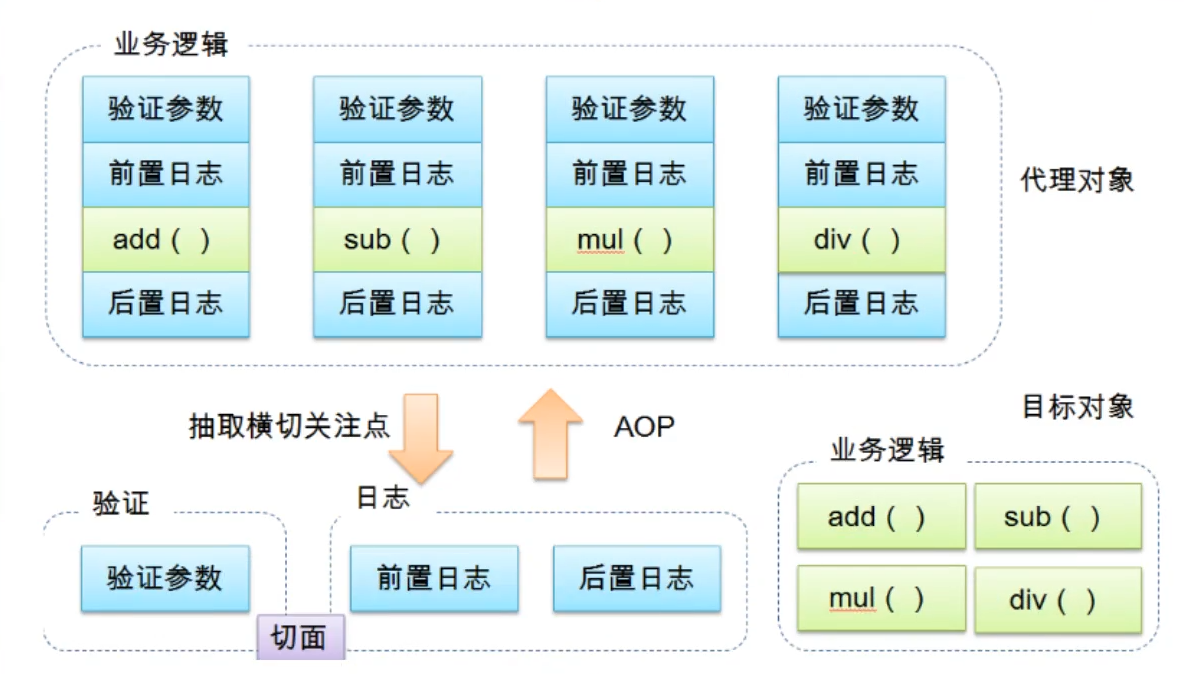 业务逻辑
验证参数 验证参数 验证参数 验证参数
前置日志 前置日志 前置日志 前置日志
代理对象
add（ ） sub（ ） mul（ ） div（ ）
后置日志 后置日志 后置日志 后置日志
抽取横切关注点
AOP
目标对象
业务逻辑
验证
日志
add（ ） sub（ ）
验证参数
前置日志 后置日志
mul（ ） div（ ）
切面